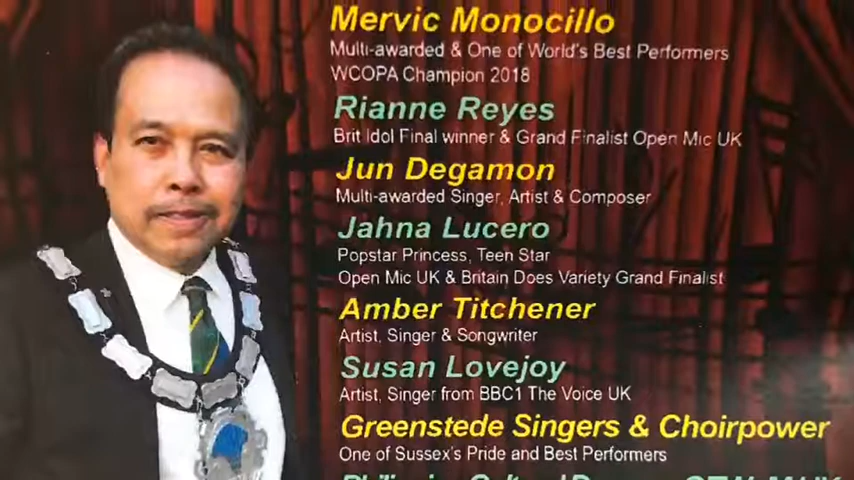 Mervic Monocillo
Multi-awarded & One of World's Best Performers
WCOPA Champion 2018
Rianne Reyes
Brit Idol Final winner & Grand Finalist Open Mic UK
Jun Degamon
Multi-awarded Singer, Artist & Composer
Jahna Lucero
Popstar Princess, Teen Star
Open Mic UK & Britain Does Variety Grand Finalist
Amber Titchener
Artist, Singer & Songwriter
Susan Lovejoy
Artist, Singer from BBC1 The Voice UK
Greenstede Singers & Choirpower
One of Sussex's Pride and Best Performers